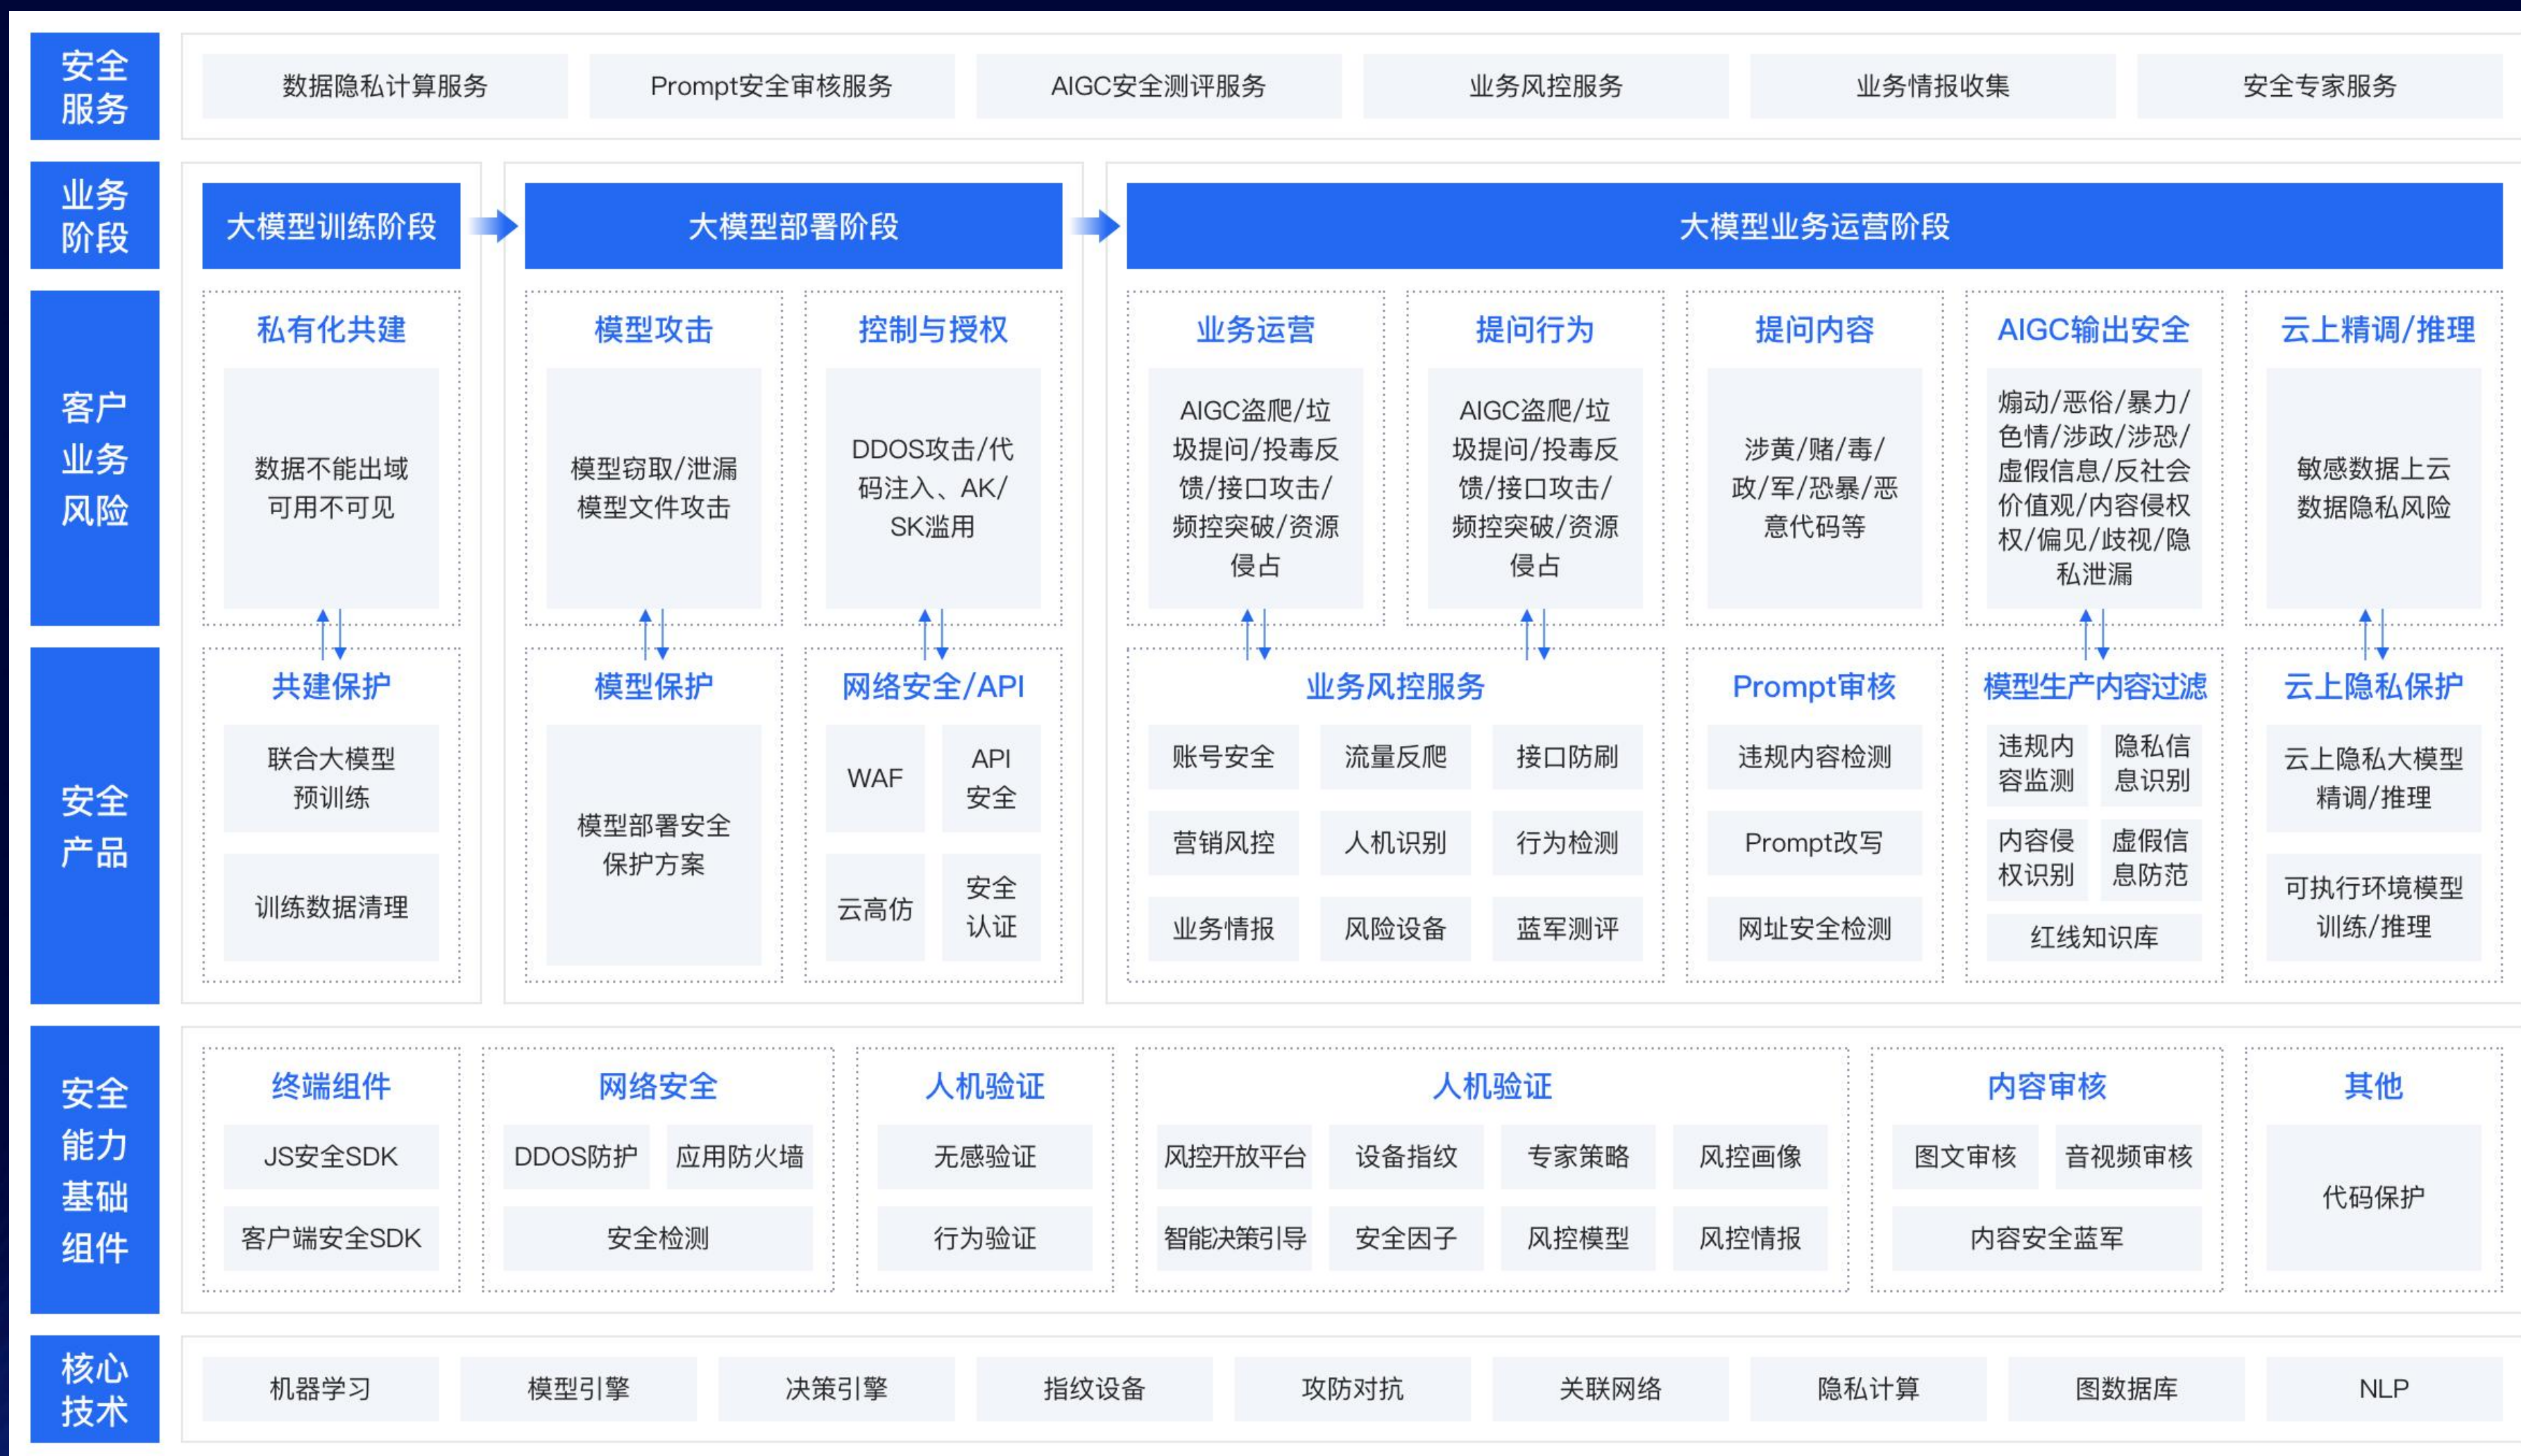 安全
服务
数据隐私计算服务
Prompt安全审核服务
AIGC安全测评服务
业务风控服务
业务情报收集
安全专家服务
业务
阶段
大模型训练阶段
大模型部署阶段
大模型业务运营阶段
客户
业务
风险
私有化共建
数据不能出域
可用不可见
模型攻击
模型窃取/泄漏
模型文件攻击
控制与授权
DDOS攻击/代
码注入、AK/
SK滥用
业务运营
AIGC盗爬/垃
圾提问/投毒反
馈/接口攻击/
频控突破/资源
侵占
提问行为
AIGC盗爬/垃
圾提问/投毒反
馈/接口攻击/
频控突破/资源
侵占
提问内容
涉黄/赌/毒/
政/军/恐暴/恶
意代码等
AIGC输出安全
煽动/恶俗/暴力/
色情/涉政/涉恐/
虚假信息/反社会
价值观/内容侵权
权/偏见/歧视/隐
私泄漏
云上精调/推理
敏感数据上云
数据隐私风险
安全
产品
共建保护
联合大模型
预训练
训练数据清理
模型保护
模型部署安全
保护方案
网络安全/API
WAF
API
安全
云高仿
安全
认证
业务风控服务
账号安全
流量反爬
接口防刷
营销风控
人机识别
行为检测
业务情报
风险设备
蓝军测评
Prompt审核
违规内容检测
Prompt改写
网址安全检测
模型生产内容过滤
违规内
容监测
隐私信
息识别
内容侵
权识别
虚假信
息防范
红线知识库
云上隐私保护
云上隐私大模型
精调/推理
可执行环境模型
训练/推理
安全
能力
基础
组件
终端组件
JS安全SDK
客户端安全SDK
网络安全
DDOS防护
应用防火墙
安全检测
人机验证
无感验证
行为验证
人机验证
风控开放平台
设备指纹
专家策略
风控画像
智能决策引导
安全因子
风控模型
风控情报
内容审核
图文审核
音视频审核
内容安全蓝军
其他
代码保护
核心
技术
机器学习
模型引擎
决策引擎
指纹设备
攻防对抗
关联网络
隐私计算
图数据库
NLP